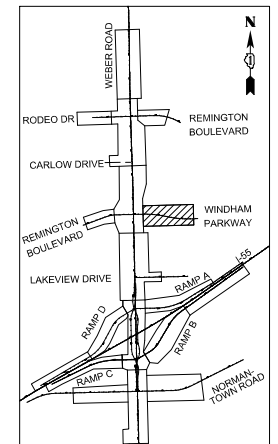 WEBER ROAD
N
RODEO DR
REMINGTON
BOULEVARD
CARLOW DRIVE
WINDHAM
PARKWAY
REMINGTON
BOULEVARD
LAKEVIEW DRIVE
I-55
RAMP A
RAMP D
RAMP B
RAMP C
NORMAN-
TOWN ROAD